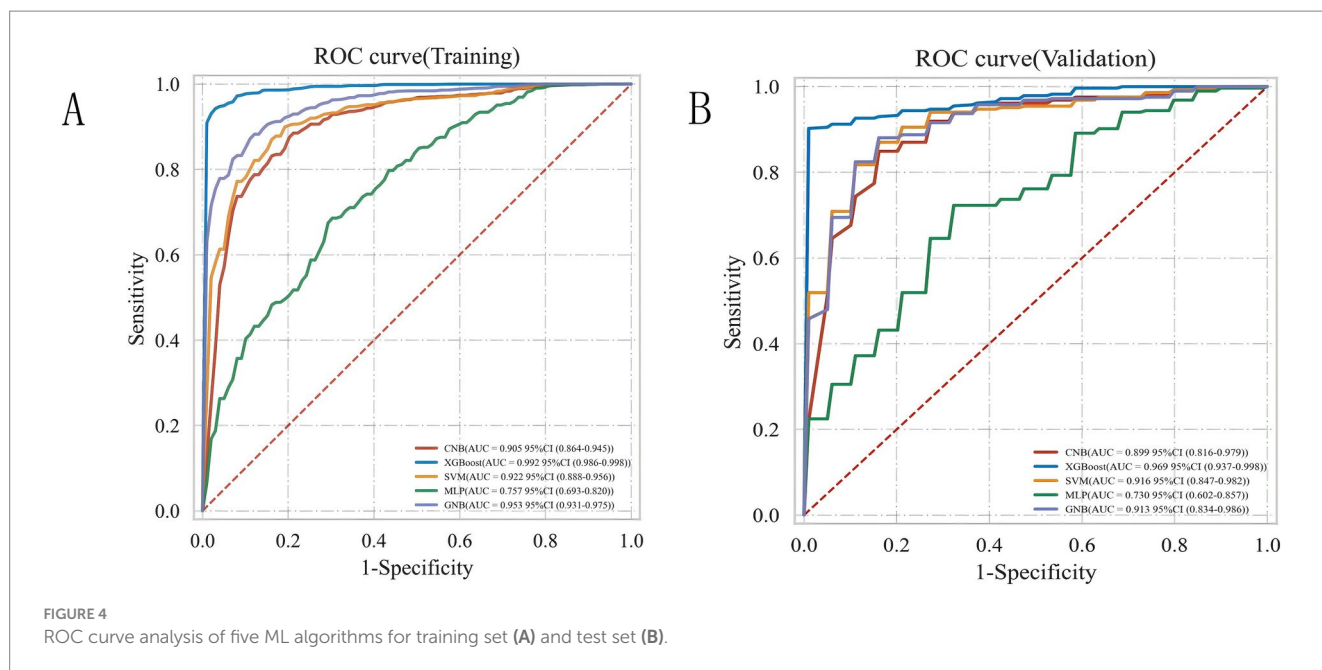 A
ROC curve(Training)
1.0
0.8
0.6
0.4
0.2
0.0
Sensitivity
CNB(AUC = 0.905 95%CI (0.864-0.945))
XGBoost(AUC = 0.992 95%CI (0.986-0.998))
SVM(AUC = 0.922 95%CI (0.888-0.956))
MLP(AUC = 0.757 95%CI (0.693-0.820))
GNB(AUC = 0.953 95%CI (0.931-0.975))
0.0 0.2 0.4 0.6 0.8 1.0
1-Specificity
B
ROC curve(Validation)
1.0
0.8
0.6
0.4
0.2
0.0
Sensitivity
CNB(AUC = 0.899 95%CI (0.816-0.979))
XGBoost(AUC = 0.969 95%CI (0.937-0.998))
SVM(AUC = 0.916 95%CI (0.847-0.982))
MLP(AUC = 0.730 95%CI (0.602-0.857))
GNB(AUC = 0.913 95%CI (0.834-0.986))
0.0 0.2 0.4 0.6 0.8 1.0
1-Specificity
FIGURE 4
ROC curve analysis of five ML algorithms for training set (A) and test set (B).